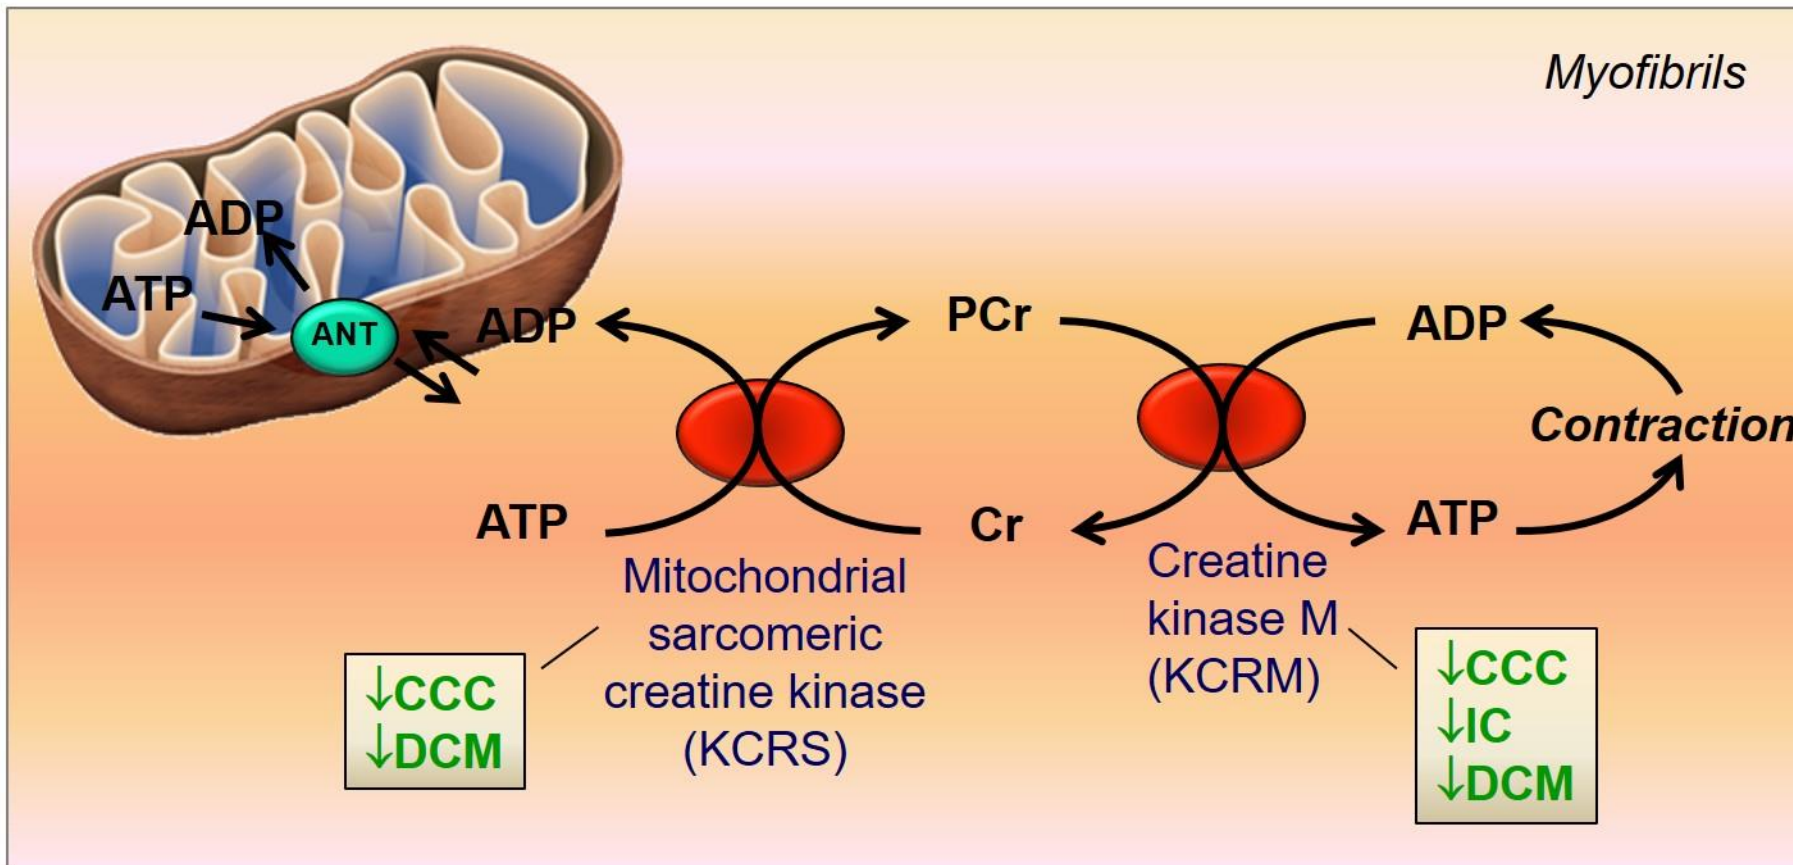 Myofibrils
ADP
ATP
ANT
ADP
PCr
ADP
Contraction
ATP
Cr
ATP
Mitochondrial
sarcomeric
creatine kinase
(KCRS)
Creatine
kinase M
(KCRM)
↓CCC
↓DCM
↓CCC
↓IC
↓DCM